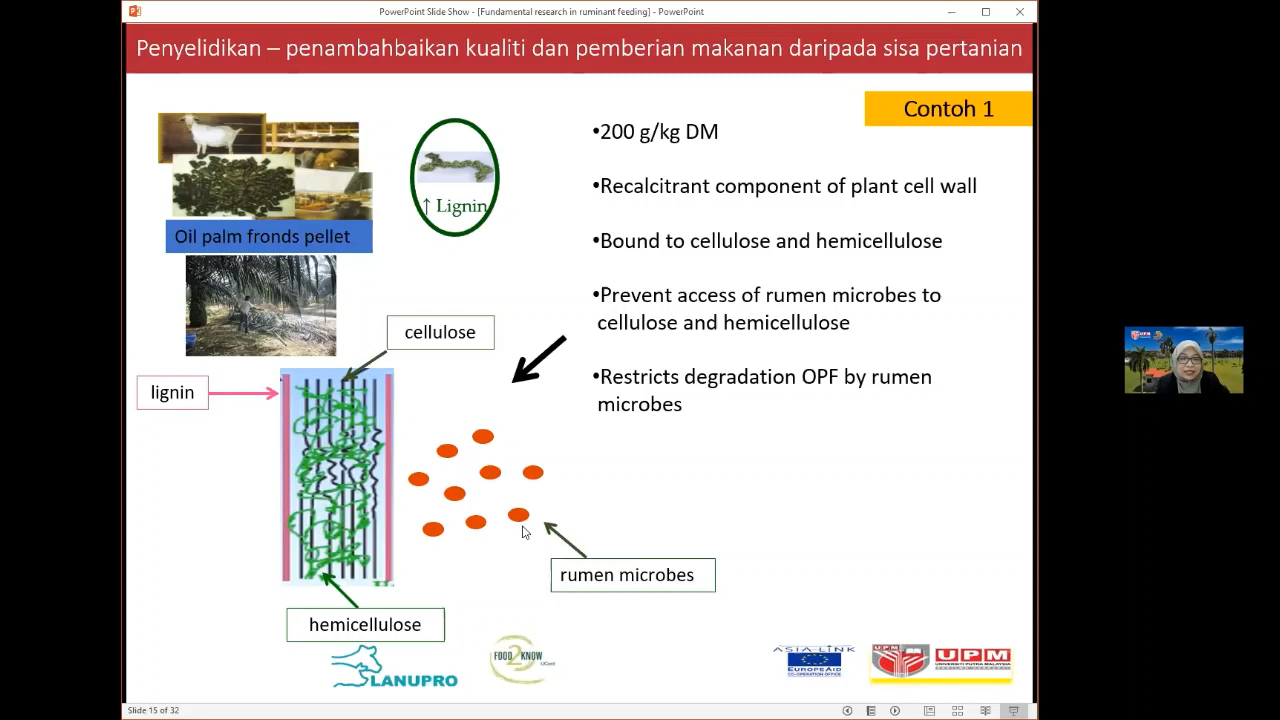 PowerPoint Slide Show - [Fundamental research in ruminant feeding] - PowerPoint
Penyelidikan – penambahbaikan kualiti dan pemberian makanan daripada sisa pertanian
Contoh 1
↑ Lignin
Oil palm fronds pellet
•200 g/kg DM
•Recalcitrant component of plant cell wall
•Bound to cellulose and hemicellulose
•Prevent access of rumen microbes to
cellulose and hemicellulose
•Restricts degradation OPF by rumen
microbes
cellulose
lignin
rumen microbes
hemicellulose
LANUPRO
FOOD2KNOW
ASIA-LINK
EUROPEAID
CO-OPERATION OFFICE
UPM
UNIVERSITI PUTRA MALAYSIA
UPM
Slide 15 of 32